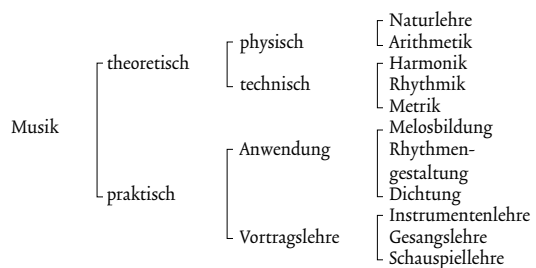 Naturlehre
physisch
Arithmetik
theoretisch
Harmonik
technisch
Rhythmik
Metrik
Musik
Melosbildung
Anwendung
Rhythmen-
gestaltung
praktisch
Dichtung
Instrumentenlehre
Vortragslehre
Gesangslehre
Schauspiellehre